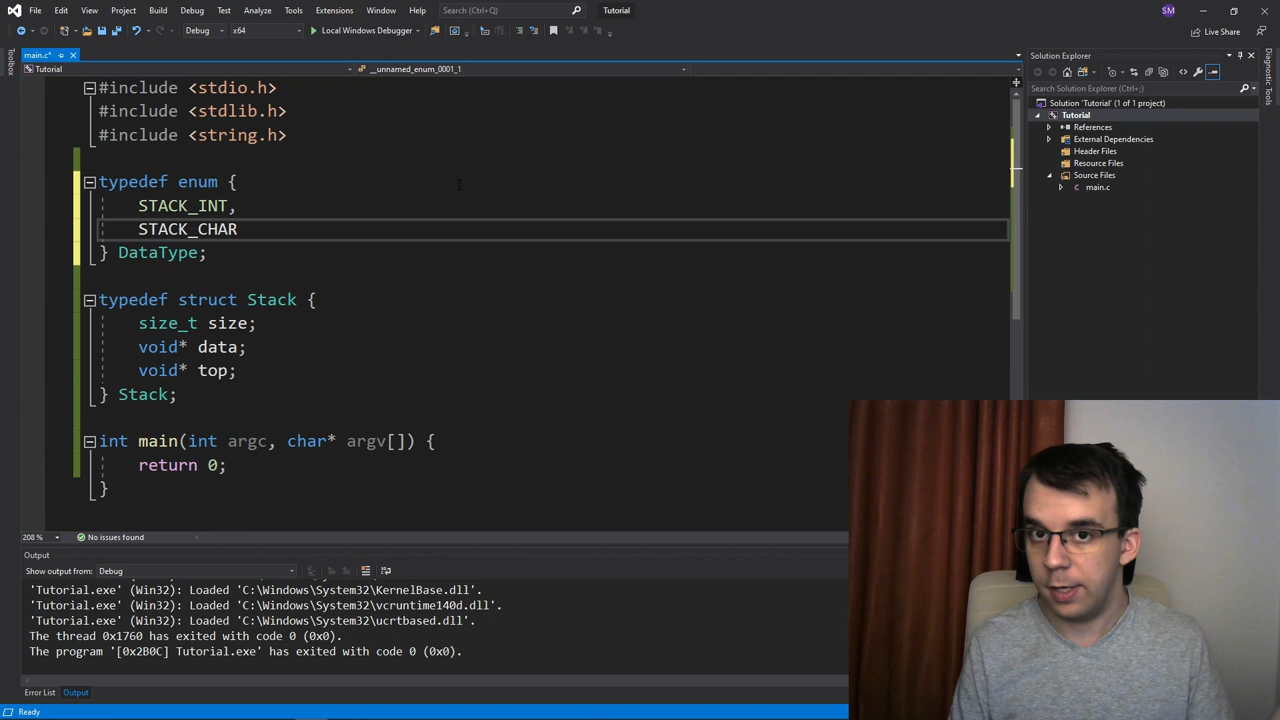 File Edit View Project Build Debug Test Analyze Tools Extensions Window Help Search (Ctrl+Q) Tutorial SM
Debug x64 Local Windows Debugger Live Share
main.c*
Tutorial __unnamed_enum_0001_1
Toolbox
Diagnostic Tools
#include <stdio.h>
#include <stdlib.h>
#include <string.h>
typedef enum {
STACK_INT,
STACK_CHAR
} DataType;
typedef struct Stack {
size_t size;
void* data;
void* top;
} Stack;
int main(int argc, char* argv[]) {
return 0;
}
Solution Explorer
Search Solution Explorer (Ctrl+;)
Solution 'Tutorial' (1 of 1 project)
Tutorial
References
External Dependencies
Header Files
Resource Files
Source Files
main.c
208 % No issues found
Output
Show output from: Debug
'Tutorial.exe' (Win32): Loaded 'C:\Windows\System32\KernelBase.dll'.
'Tutorial.exe' (Win32): Loaded 'C:\Windows\System32\vcruntime140d.dll'.
'Tutorial.exe' (Win32): Loaded 'C:\Windows\System32\ucrtbased.dll'.
The thread 0x1760 has exited with code 0 (0x0).
The program '[0x2B0C] Tutorial.exe' has exited with code 0 (0x0).
Error List Output
Ready